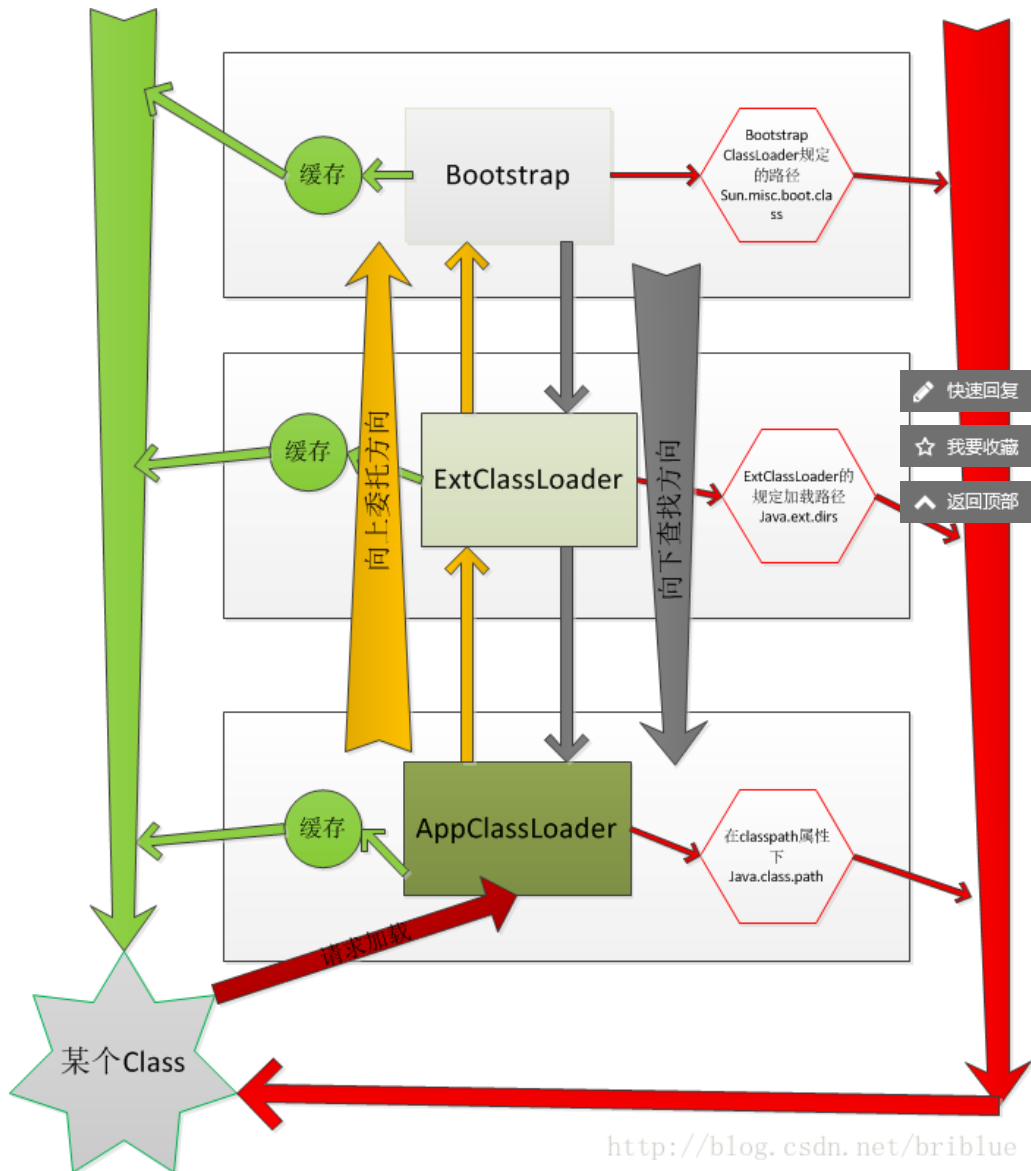 缓存
Bootstrap
Bootstrap
ClassLoader规定
的路径
Sun.misc.boot.cla
ss
向上委托方向
缓存
ExtClassLoader
向下查找方向
ExtClassLoader的
规定加载路径
Java.ext.dirs
快速回复
我要收藏
返回顶部
缓存
AppClassLoader
在classpath属性
下
Java.class.path
请求加载
某个Class
http://blog.csdn.net/briblue